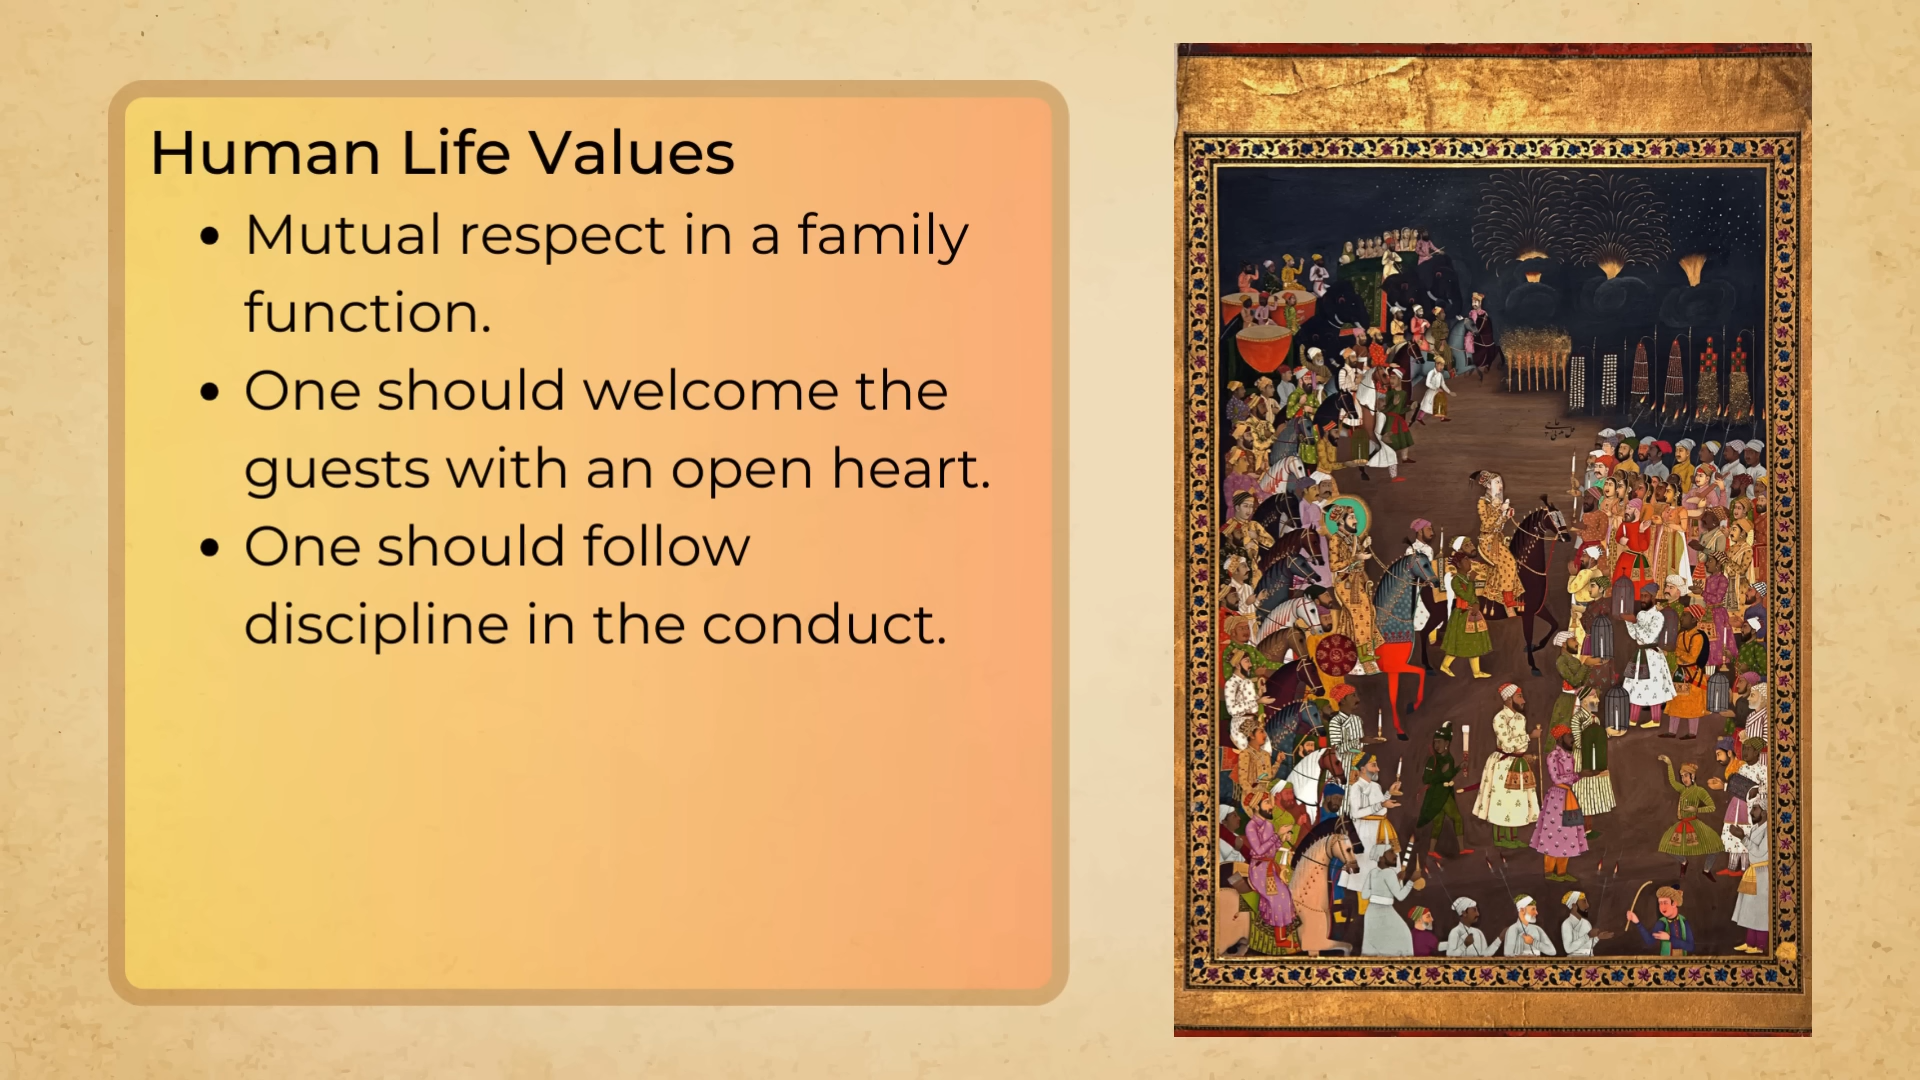 Human Life Values
• Mutual respect in a family
function.
• One should welcome the
guests with an open heart.
• One should follow
discipline in the conduct.